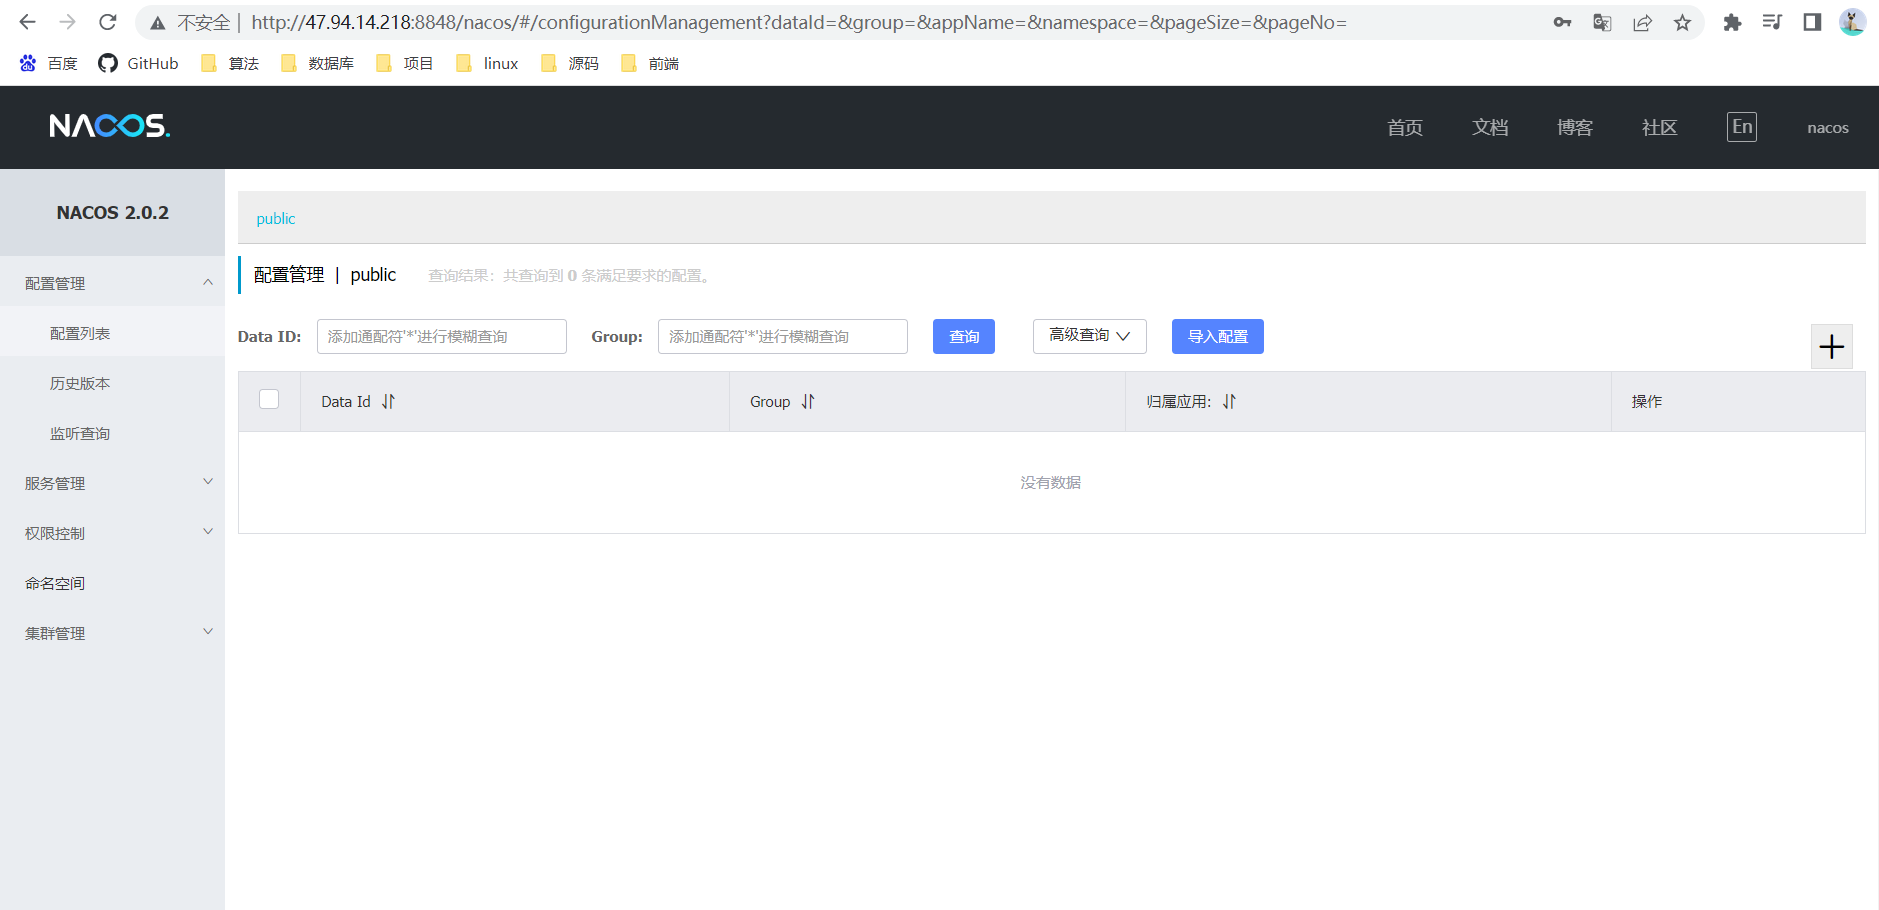 不安全 | http://47.94.14.218:8848/nacos/#/configurationManagement?dataId=&group=&appName=&namespace=&pageSize=&pageNo=
百度 GitHub 算法 数据库 项目 linux 源码 前端
NACOS. 首页 文档 博客 社区 En nacos
NACOS 2.0.2
配置管理
配置列表
历史版本
监听查询
服务管理
权限控制
命名空间
集群管理
public
配置管理 | public 查询结果：共查询到 0 条满足要求的配置。
Data ID: 添加通配符'*'进行模糊查询 Group: 添加通配符'*'进行模糊查询 查询 高级查询 导入配置
Data Id Group 归属应用: 操作
没有数据